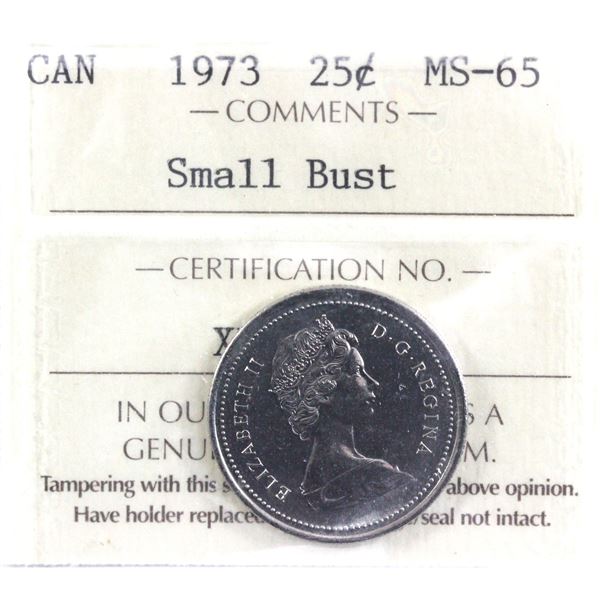 CAN 1973 25¢ MS-65
— COMMENTS —
Small Bust
— CERTIFICATION NO. —
ELIZABETH II D·G·REGINA
IN A
above opinion.
Tampering with this
Have holder /seal not intact.